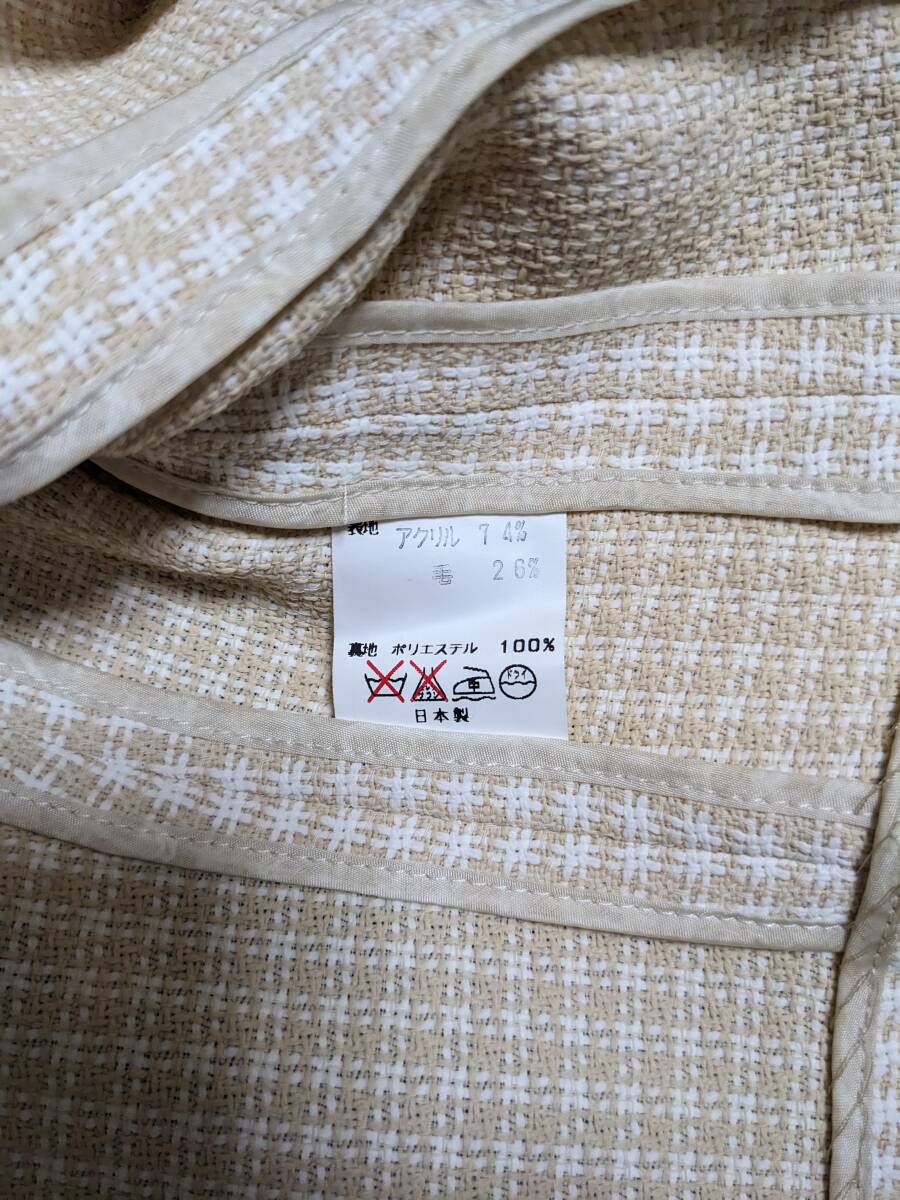 表地 アクリル 74%
毛 26%
裏地 ポリエステル 100%
中 ドライ
日本製